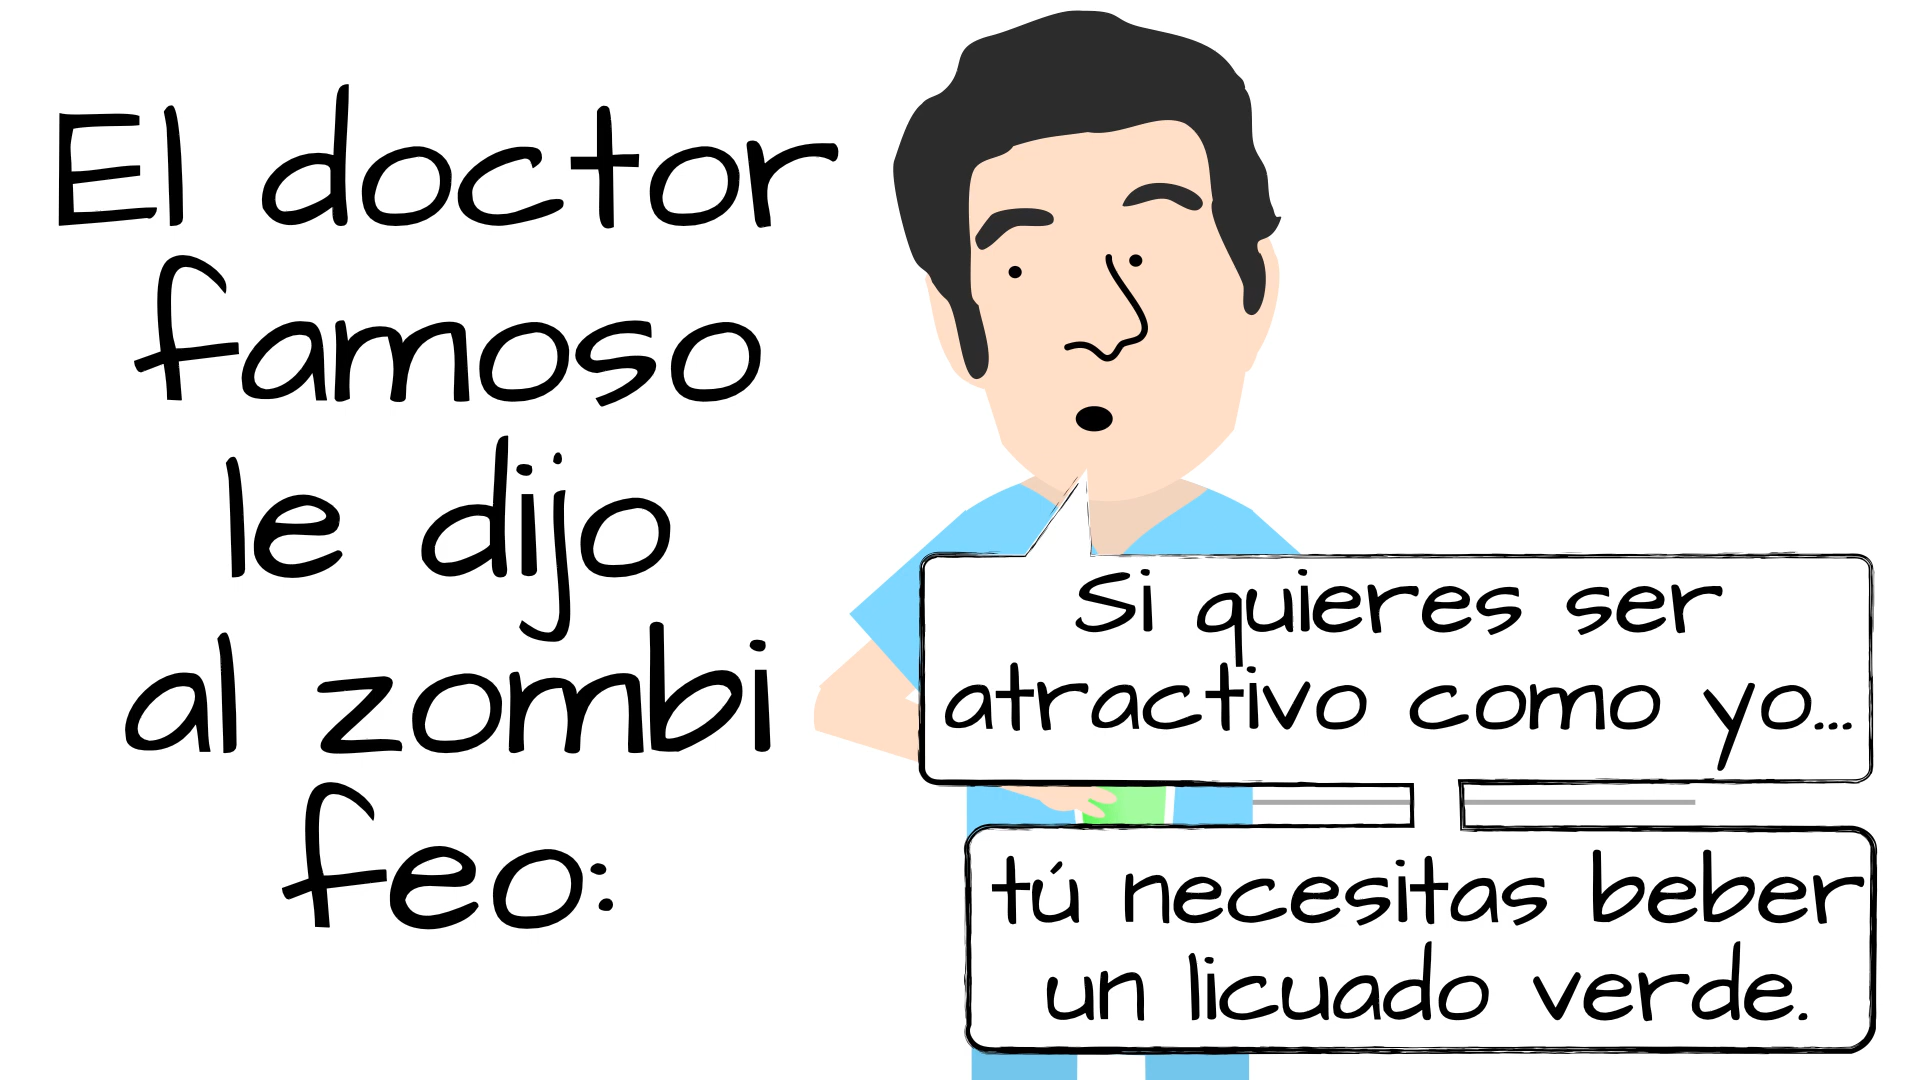 El doctor
famoso
le dijo
al zombi
feo:
Si quieres ser
atractivo como yo...
tú necesitas beber
un licuado verde.